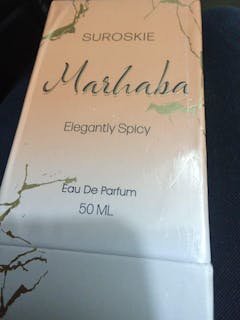 SUROSKIE
Marhaba
Elegantly Spicy
Eau De Parfum
50 ML